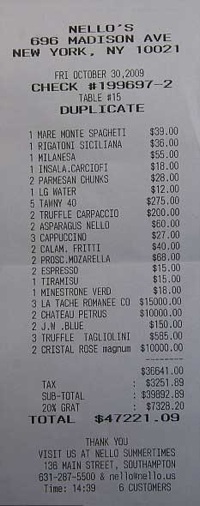 NELLO'S
696 MADISON AVE
NEW YORK, NY 10021
FRI OCTOBER 30,2009
CHECK #199697-2
TABLE #15
DUPLICATE
1 MARE MONTE SPAGHETI $39.00
1 RIGATONI SICILIANA $36.00
1 MILANESA $55.00
1 INSALA.CARCIOFI $18.00
2 PARMESAN CHUNKS $28.00
1 LG WATER $12.00
5 TAWNY 40 $275.00
2 TRUFFLE CARPACCIO $200.00
2 ASPARAGUS NELLO $60.00
3 CAPPUCCINO $27.00
2 CALAM. FRITTI $40.00
2 PROSC.MOZARELLA $68.00
2 ESPRESSO $15.00
1 TIRAMISU $15.00
1 MINESTRONE VERD $18.00
3 LA TACHE ROMANEE CO $15000.00
2 CHATEAU PETRUS $10000.00
2 J.W .BLUE $150.00
3 TRUFFLE TAGLIOLINI $585.00
2 CRISTAL ROSE magnum $10000.00
----------
$36641.00
TAX : $3251.89
SUB-TOTAL : $39892.89
20% GRAT : $7328.20
TOTAL $47221.09
THANK YOU
VISIT US AT NELLO SUMMERTIMES
136 MAIN STREET, SOUTHAMPTON
631-287-5500 & nello@nello.us
Time: 14:39 6 CUSTOMERS